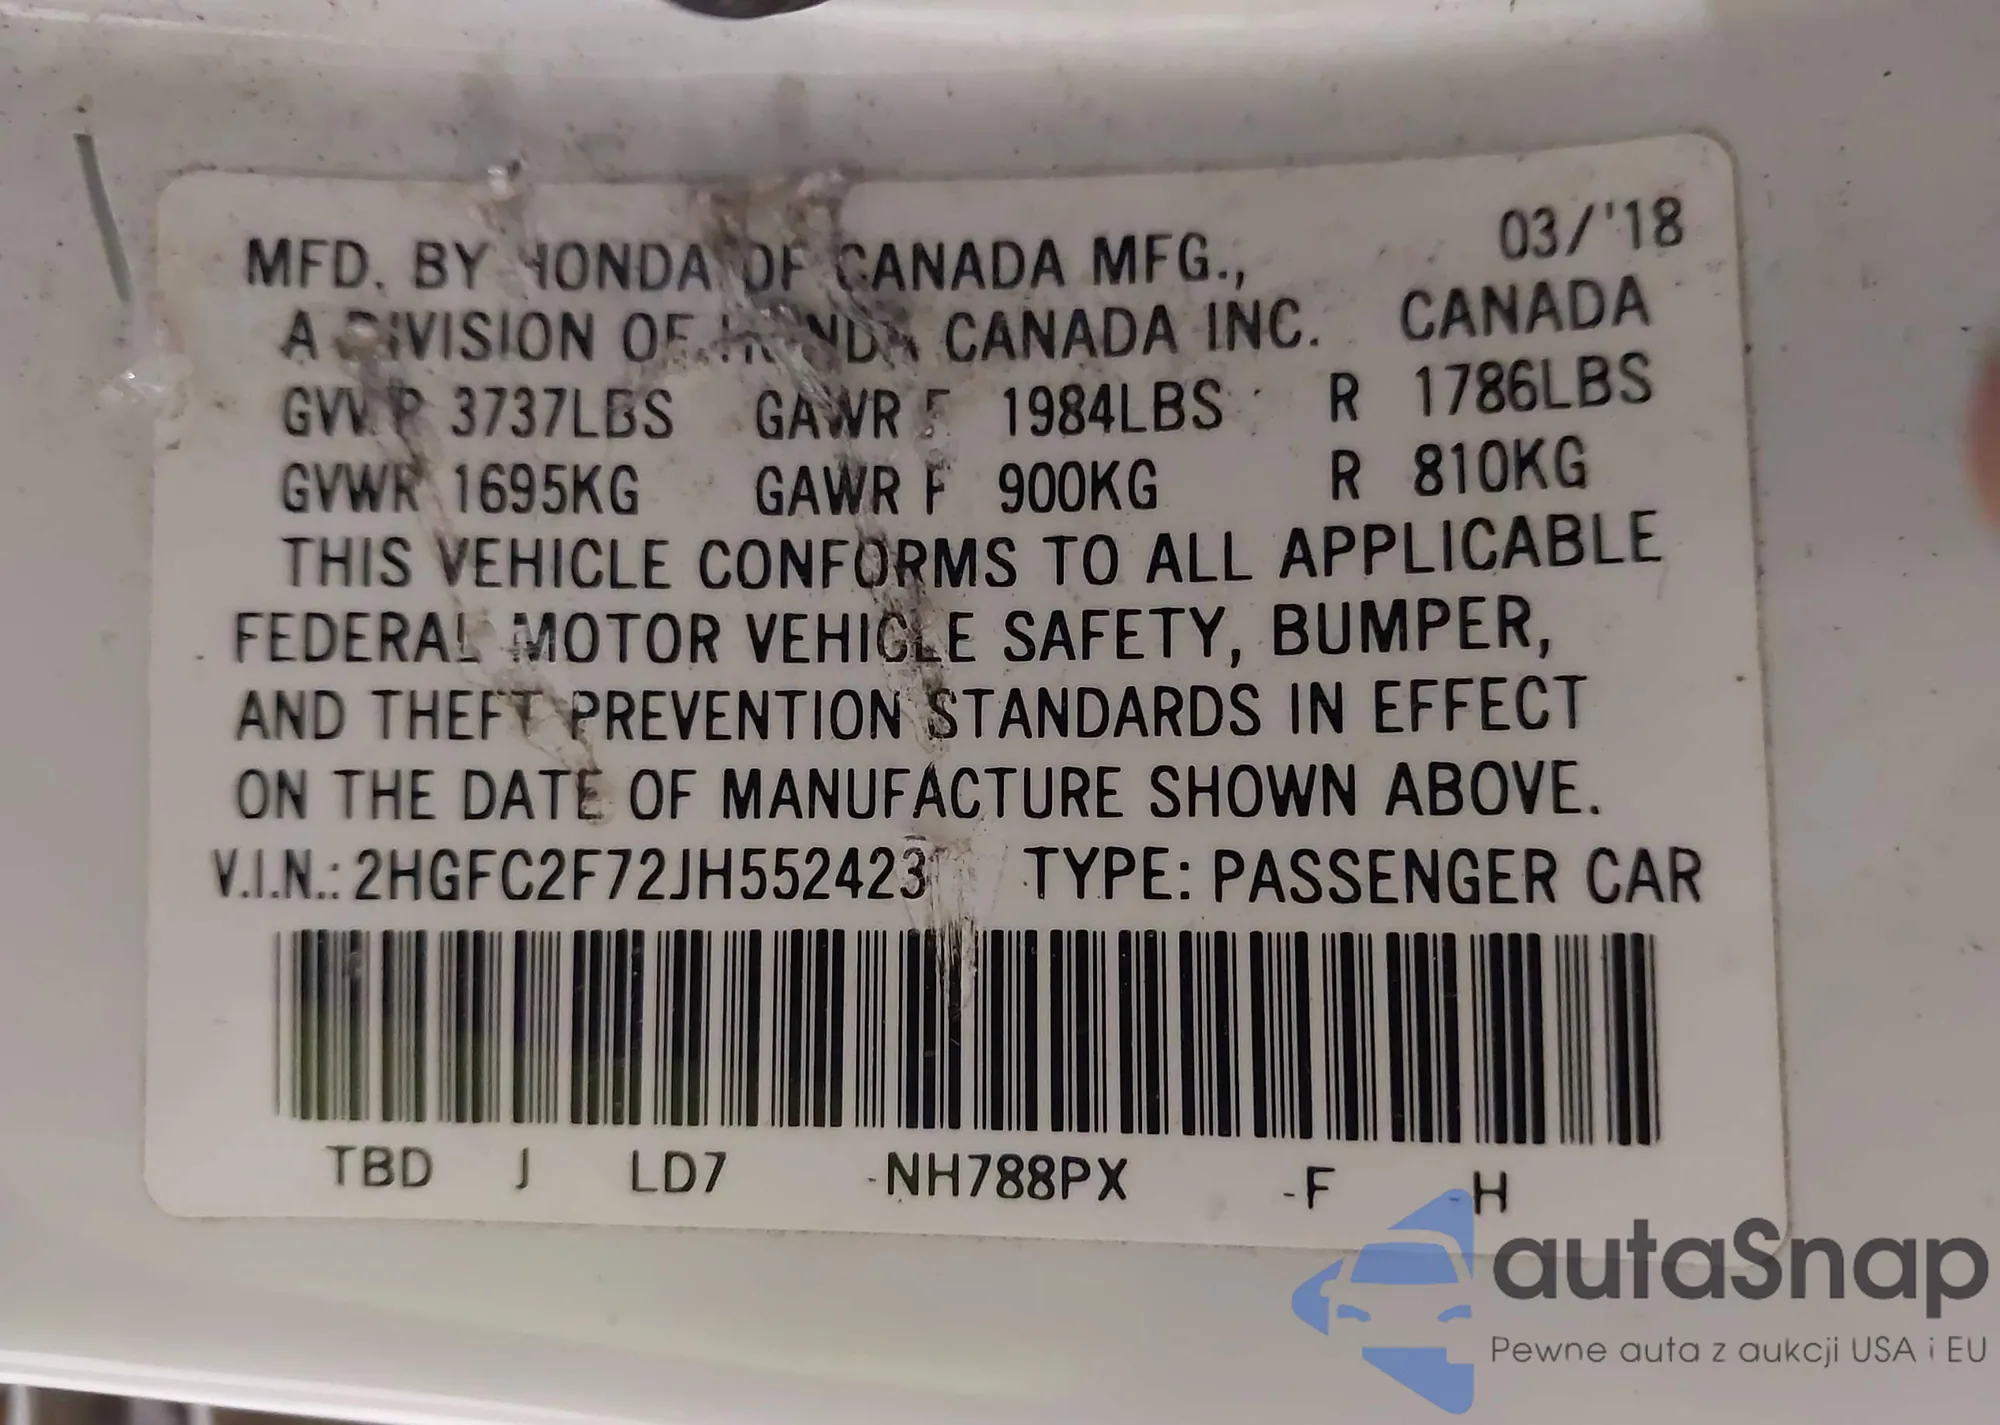 03/'18
MFD. BY HONDA OF CANADA MFG.,
A DIVISION OF HONDA CANADA INC. CANADA
GVWR 3737LBS GAWR F 1984LBS R 1786LBS
GVWR 1695KG GAWR F 900KG R 810KG
THIS VEHICLE CONFORMS TO ALL APPLICABLE
FEDERAL MOTOR VEHICLE SAFETY, BUMPER,
AND THEFT PREVENTION STANDARDS IN EFFECT
ON THE DATE OF MANUFACTURE SHOWN ABOVE.
V.I.N.: 2HGFC2F72JH552423 TYPE: PASSENGER CAR
TBD J LD7 -NH788PX -F -H
autaSnap
Pewne auta z aukcji USA i EU